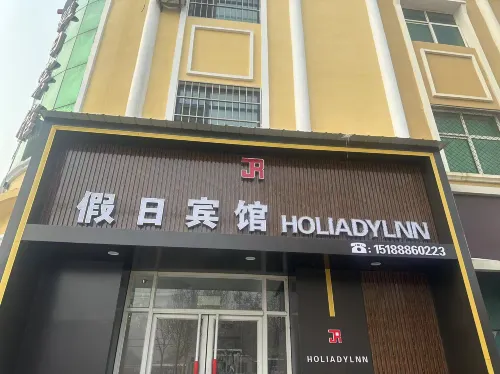 JR
假日宾馆 HOLIADYLNN
☎:15188860223
JR
HOLIADYLNN